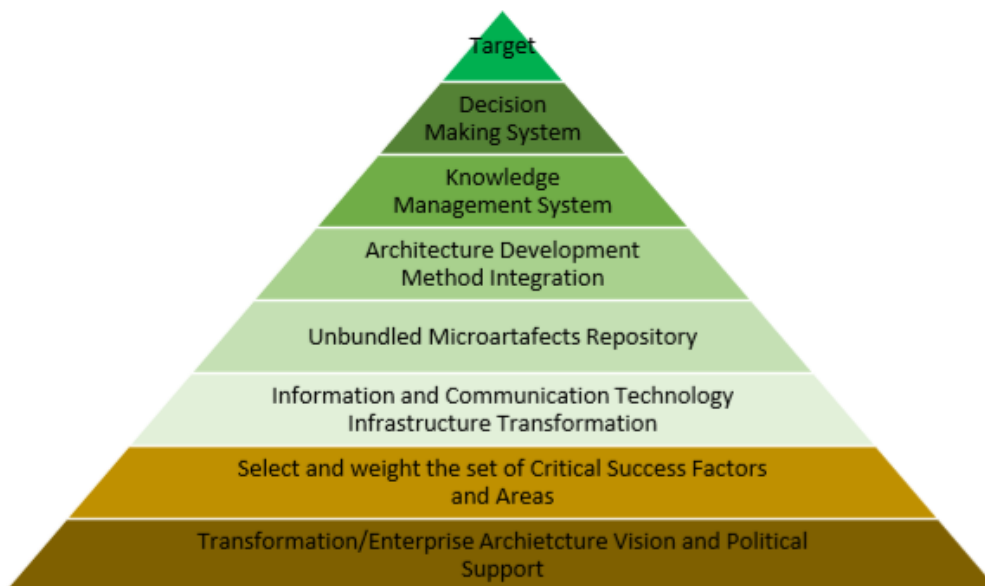 Target
Decision
Making System
Knowledge
Management System
Architecture Development
Method Integration
Unbundled Microartafects Repository
Information and Communication Technology
Infrastructure Transformation
Select and weight the set of Critical Success Factors
and Areas
Transformation/Enterprise Archietcture Vision and Political
Support